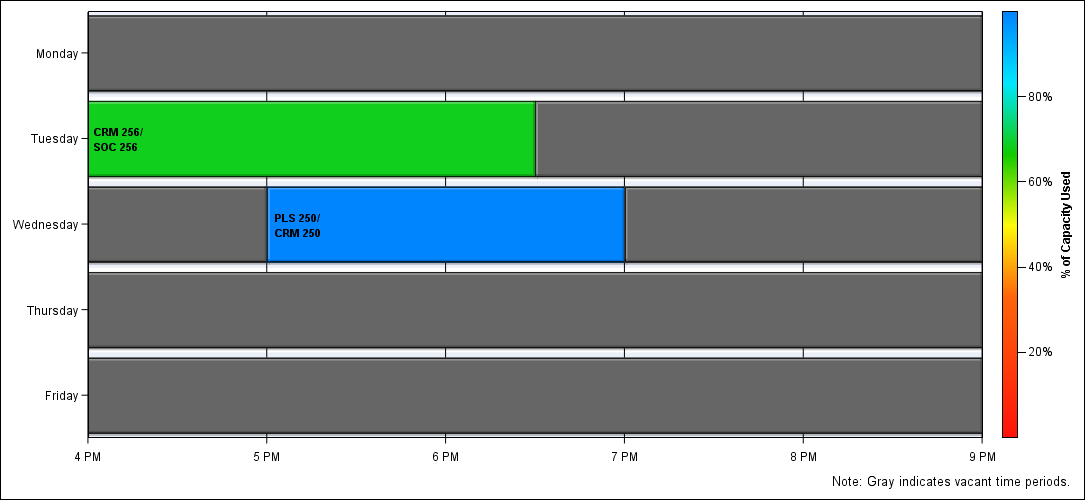 Monday
Tuesday
CRM 256/
SOC 256
Wednesday
PLS 250/
CRM 250
Thursday
Friday
4 PM 5 PM 6 PM 7 PM 8 PM 9 PM
80%
60%
40%
20%
% of Capacity Used
Note: Gray indicates vacant time periods.